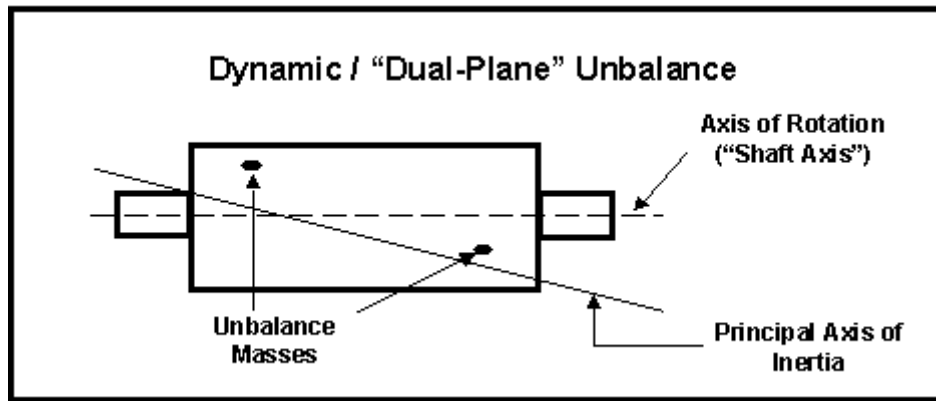 Dynamic / “Dual-Plane” Unbalance
Axis of Rotation
(“Shaft Axis”)
Unbalance
Masses
Principal Axis of
Inertia